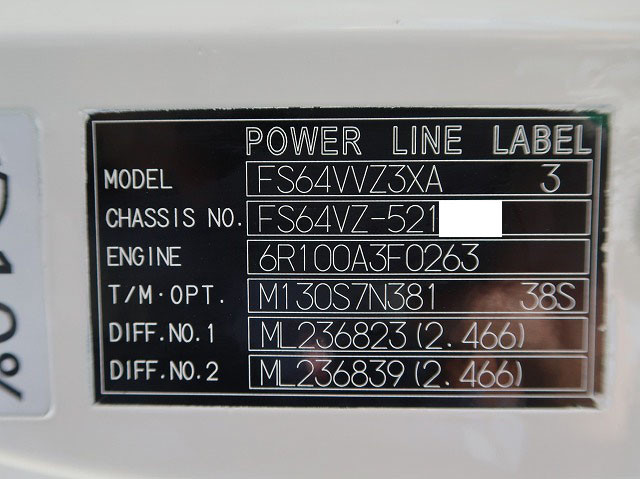 POWER LINE LABEL
MODEL FS64VVZ3XA 3
CHASSIS NO. FS64VZ-521
ENGINE 6R100A3F0263
T/M·OPT. M130S7N381 38S
DIFF.NO.1 ML236823(2.466)
DIFF.NO.2 ML236839(2.466)